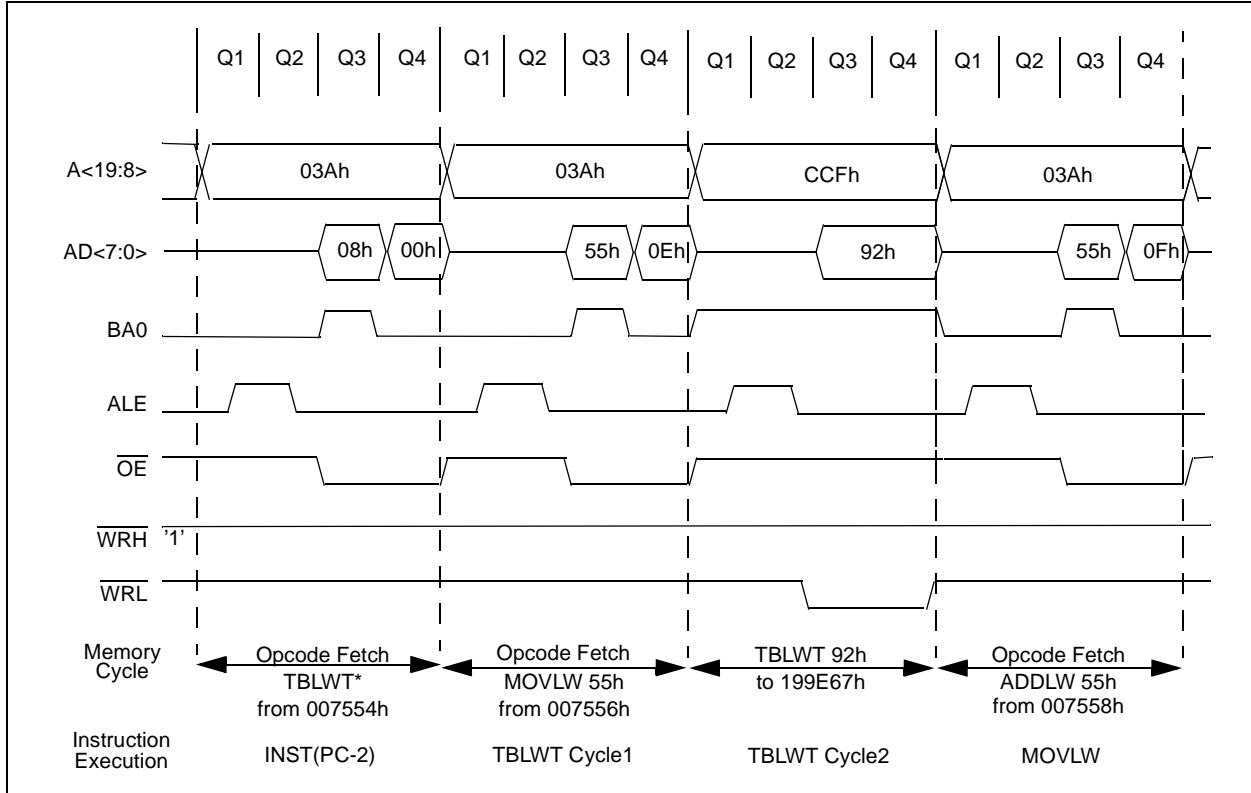 Q1 Q2 Q3 Q4 Q1 Q2 Q3 Q4 Q1 Q2 Q3 Q4 Q1 Q2 Q3 Q4
A<19:8> 03Ah 03Ah CCFh 03Ah
AD<7:0> 08h 00h 55h 0Eh 92h 55h 0Fh
BA0
ALE
OE
WRH '1'
WRL
Memory Cycle
Opcode Fetch
TBLWT*
from 007554h
Opcode Fetch
MOVLW 55h
from 007556h
TBLWT 92h
to 199E67h
Opcode Fetch
ADDLW 55h
from 007558h
Instruction Execution
INST(PC-2) TBLWT Cycle1 TBLWT Cycle2 MOVLW